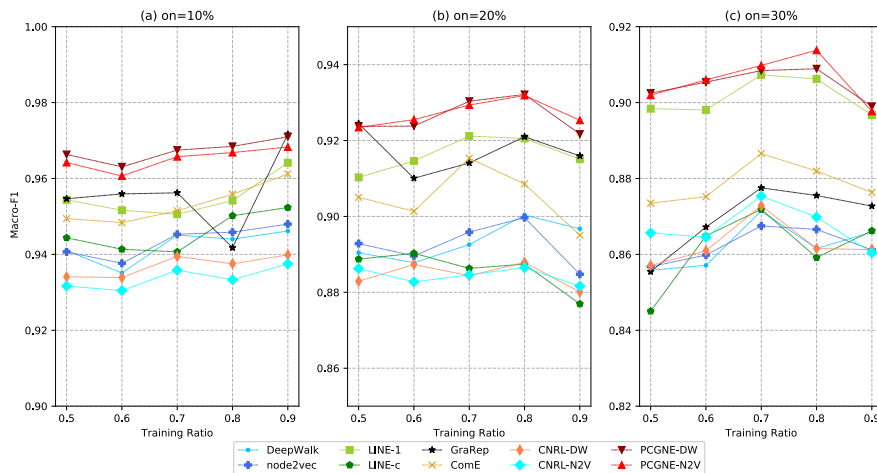 (a) on=10%
(b) on=20%
(c) on=30%
Macro-F1
1.00
0.98
0.96
0.94
0.92
0.90
0.5 0.6 0.7 0.8 0.9
Training Ratio
0.94
0.92
0.90
0.88
0.86
0.5 0.6 0.7 0.8 0.9
Training Ratio
0.92
0.90
0.88
0.86
0.84
0.82
0.5 0.6 0.7 0.8 0.9
Training Ratio
DeepWalk LINE-1 GraRep CNRL-DW PCGNE-DW
node2vec LINE-c ComE CNRL-N2V PCGNE-N2V